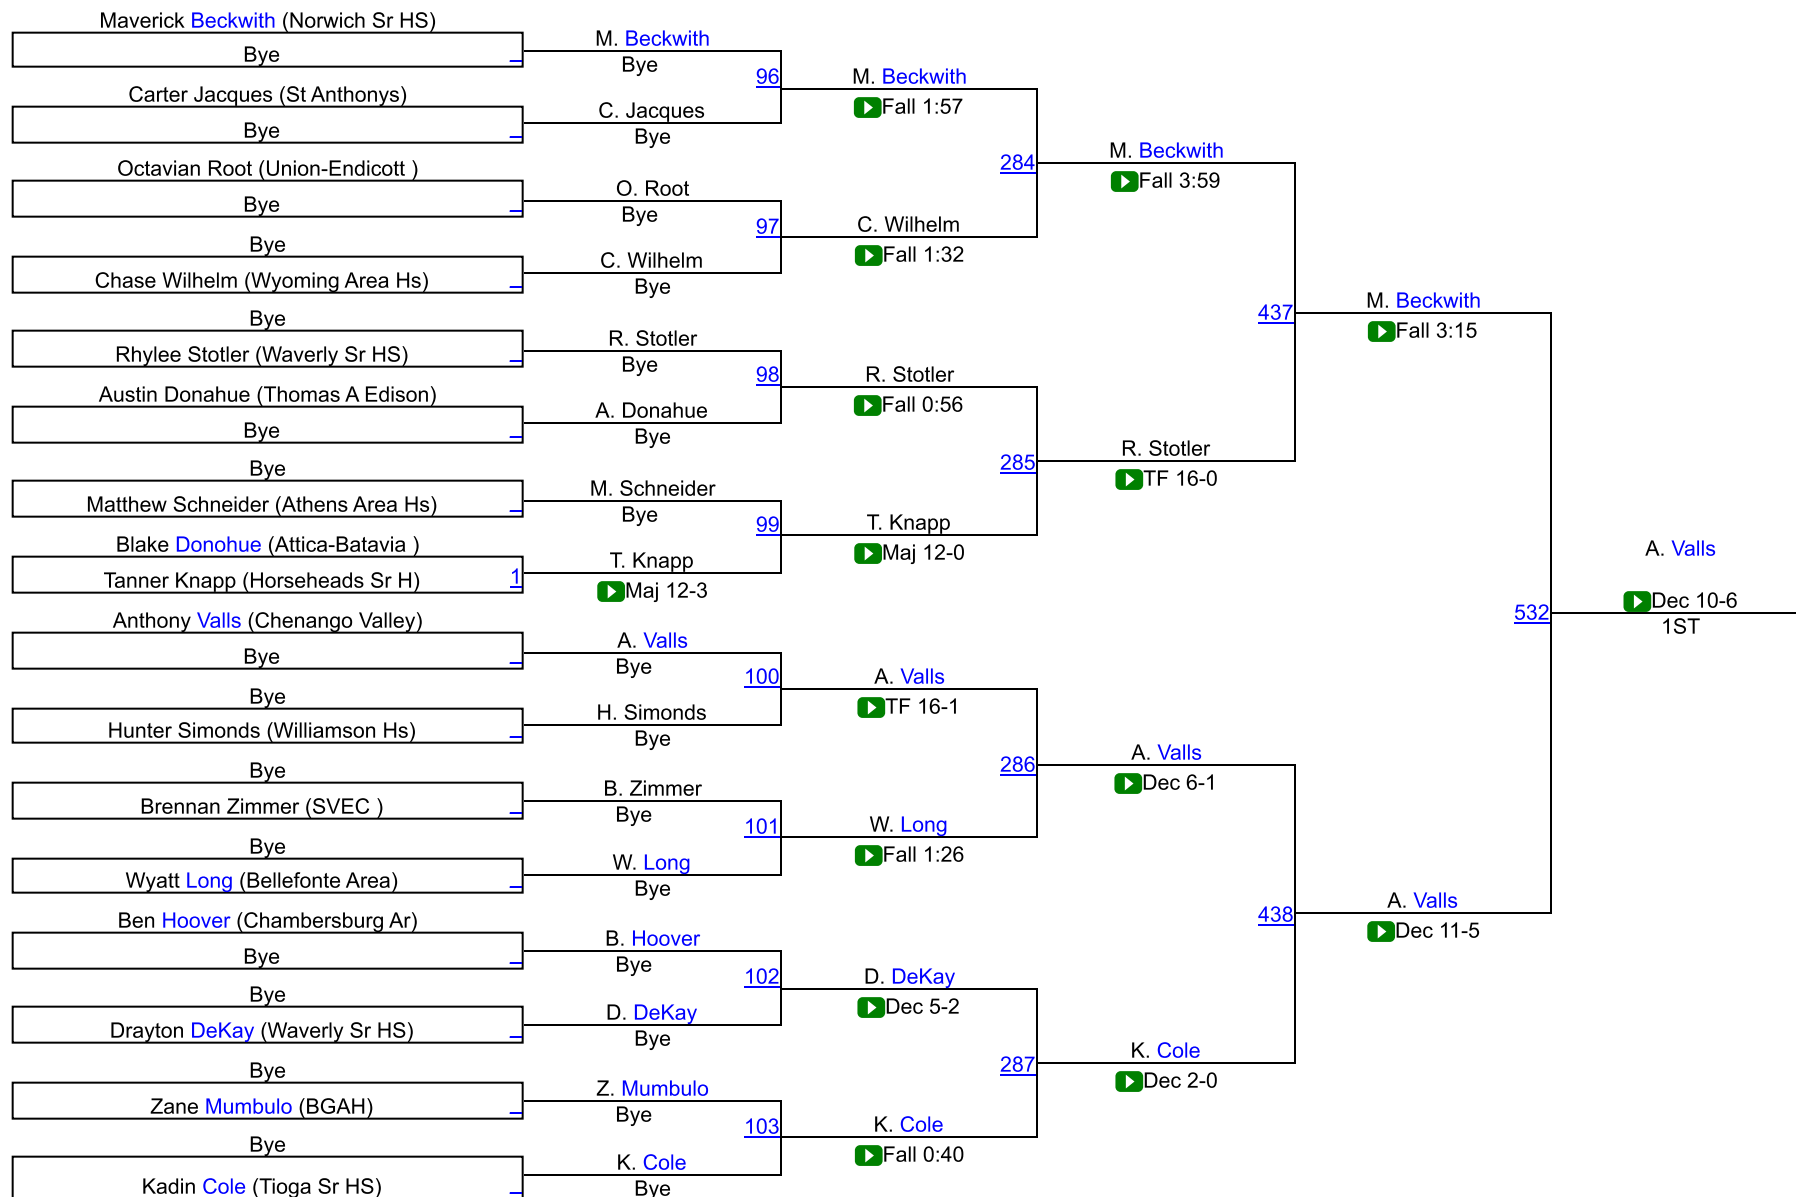 Maverick Beckwith (Norwich Sr HS)
Bye
Carter Jacques (St Anthonys)
Bye
Octavian Root (Union-Endicott )
Bye
Bye
Chase Wilhelm (Wyoming Area Hs)
Bye
Rhylee Stotler (Waverly Sr HS)
Austin Donahue (Thomas A Edison)
Bye
Bye
Matthew Schneider (Athens Area Hs)
Blake Donohue (Attica-Batavia )
Tanner Knapp (Horseheads Sr H)
1
Anthony Valls (Chenango Valley)
Bye
Bye
Hunter Simonds (Williamson Hs)
Bye
Brennan Zimmer (SVEC )
Bye
Wyatt Long (Bellefonte Area)
Ben Hoover (Chambersburg Ar)
Bye
Bye
Drayton DeKay (Waverly Sr HS)
Bye
Zane Mumbulo (BGAH)
Bye
Kadin Cole (Tioga Sr HS)
M. Beckwith
Bye
96
C. Jacques
Bye
O. Root
Bye
97
C. Wilhelm
Bye
R. Stotler
Bye
98
A. Donahue
Bye
M. Schneider
Bye
99
T. Knapp
Maj 12-3
A. Valls
Bye
100
H. Simonds
Bye
B. Zimmer
Bye
101
W. Long
Bye
B. Hoover
Bye
102
D. DeKay
Bye
Z. Mumbulo
Bye
103
K. Cole
Bye
M. Beckwith
Fall 1:57
284
C. Wilhelm
Fall 1:32
R. Stotler
Fall 0:56
285
T. Knapp
Maj 12-0
A. Valls
TF 16-1
286
W. Long
Fall 1:26
D. DeKay
Dec 5-2
287
K. Cole
Fall 0:40
M. Beckwith
Fall 3:59
437
R. Stotler
TF 16-0
A. Valls
Dec 6-1
438
K. Cole
Dec 2-0
M. Beckwith
Fall 3:15
532
A. Valls
Dec 11-5
A. Valls
Dec 10-6
1ST